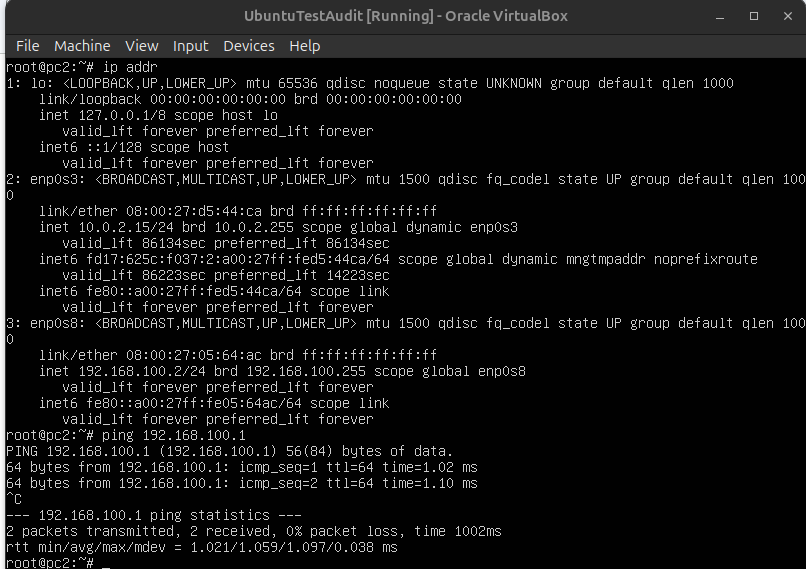 UbuntuTestAudit [Running] - Oracle VirtualBox
File Machine View Input Devices Help
root@pc2:~# ip addr
1: lo: <LOOPBACK,UP,LOWER_UP> mtu 65536 qdisc noqueue state UNKNOWN group default qlen 1000
    link/loopback 00:00:00:00:00:00 brd 00:00:00:00:00:00
    inet 127.0.0.1/8 scope host lo
       valid_lft forever preferred_lft forever
    inet6 ::1/128 scope host
       valid_lft forever preferred_lft forever
2: enp0s3: <BROADCAST,MULTICAST,UP,LOWER_UP> mtu 1500 qdisc fq_codel state UP group default qlen 100
0
    link/ether 08:00:27:d5:44:ca brd ff:ff:ff:ff:ff:ff
    inet 10.0.2.15/24 brd 10.0.2.255 scope global dynamic enp0s3
       valid_lft 86134sec preferred_lft 86134sec
    inet6 fd17:625c:f037:2:a00:27ff:fed5:44ca/64 scope global dynamic mngtmpaddr noprefixroute
       valid_lft 86223sec preferred_lft 14223sec
    inet6 fe80::a00:27ff:fed5:44ca/64 scope link
       valid_lft forever preferred_lft forever
3: enp0s8: <BROADCAST,MULTICAST,UP,LOWER_UP> mtu 1500 qdisc fq_codel state UP group default qlen 100
0
    link/ether 08:00:27:05:64:ac brd ff:ff:ff:ff:ff:ff
    inet 192.168.100.2/24 brd 192.168.100.255 scope global enp0s8
       valid_lft forever preferred_lft forever
    inet6 fe80::a00:27ff:fe05:64ac/64 scope link
       valid_lft forever preferred_lft forever
root@pc2:~# ping 192.168.100.1
PING 192.168.100.1 (192.168.100.1) 56(84) bytes of data.
64 bytes from 192.168.100.1: icmp_seq=1 ttl=64 time=1.02 ms
64 bytes from 192.168.100.1: icmp_seq=2 ttl=64 time=1.10 ms
^C
--- 192.168.100.1 ping statistics ---
2 packets transmitted, 2 received, 0% packet loss, time 1002ms
rtt min/avg/max/mdev = 1.021/1.059/1.097/0.038 ms
root@pc2:~# _